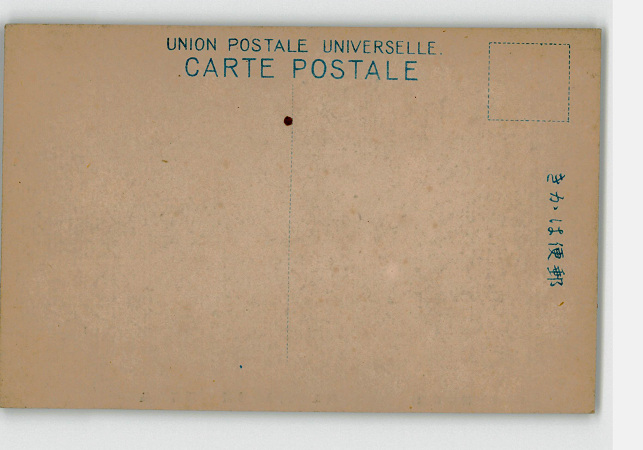 UNION POSTALE UNIVERSELLE.
CARTE POSTALE
きかは便郵